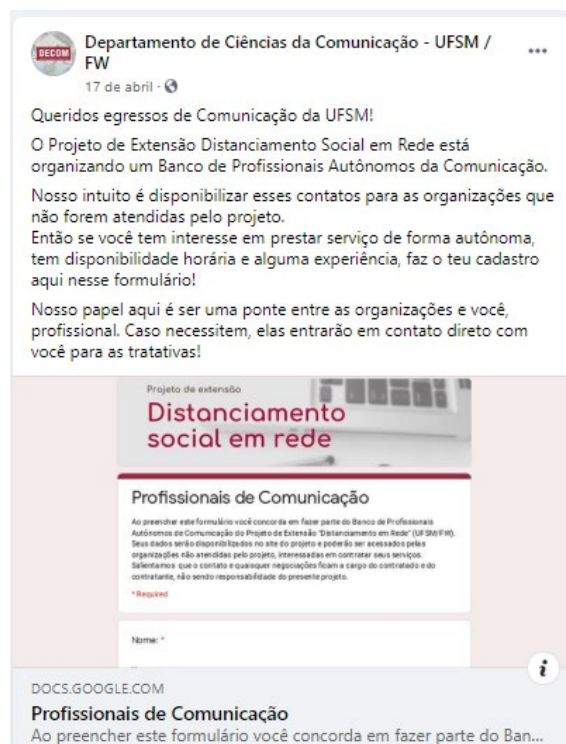 DECOM
Departamento de Ciências da Comunicação - UFSM /
FW
17 de abril ·
Queridos egressos de Comunicação da UFSM!
O Projeto de Extensão Distanciamento Social em Rede está
organizando um Banco de Profissionais Autônomos da Comunicação.
Nosso intuito é disponibilizar esses contatos para as organizações que
não forem atendidas pelo projeto.
Então se você tem interesse em prestar serviço de forma autônoma,
tem disponibilidade horária e alguma experiência, faz o teu cadastro
aqui nesse formulário!
Nosso papel aqui é ser uma ponte entre as organizações e você,
profissional. Caso necessitem, elas entrarão em contato direto com
você para as tratativas!
Projeto de extensão
Distanciamento
social em rede
Profissionais de Comunicação
Ao preencher este formulário você concorda em fazer parte do Banco de Profissionais
Autônomos de Comunicação do Projeto de Extensão "Distanciamento em Rede" (UFSM/FW).
Seus dados serão disponibilizados no site do projeto e poderão ser acessados pelas
organizações não atendidas pelo projeto, interessadas em contratar seus serviços.
Salientamos que o contato e quaisquer negociações ficam a cargo do contratado e do
contratante, não sendo responsabilidade do presente projeto.
* Required
Nome: *
DOCS.GOOGLE.COM
Profissionais de Comunicação
Ao preencher este formulário você concorda em fazer parte do Ban...